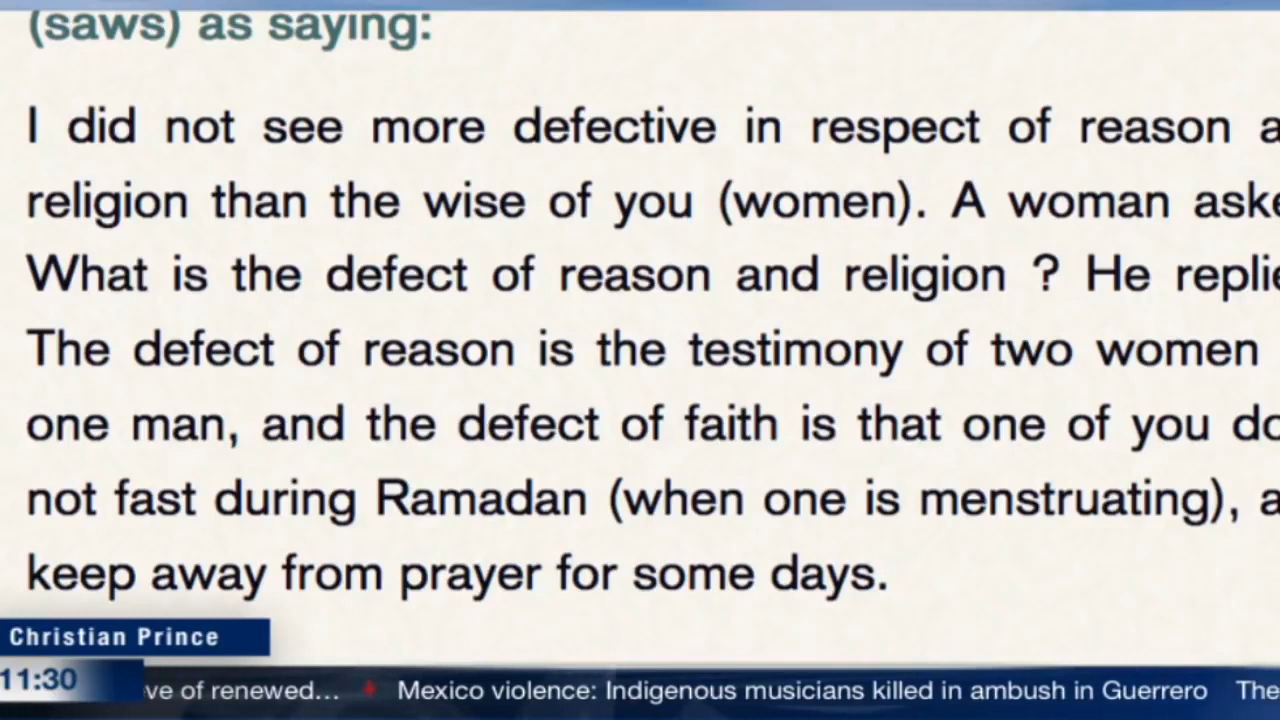 (saws) as saying:
I did not see more defective in respect of reason
religion than the wise of you (women). A woman
What is the defect of reason and religion ? He
The defect of reason is the testimony of two women
one man, and the defect of faith is that one of you
not fast during Ramadan (when one is menstruating),
keep away from prayer for some days.
Christian Prince
11:30
of renewed... Mexico violence: Indigenous musicians killed in ambush in Guerrero The